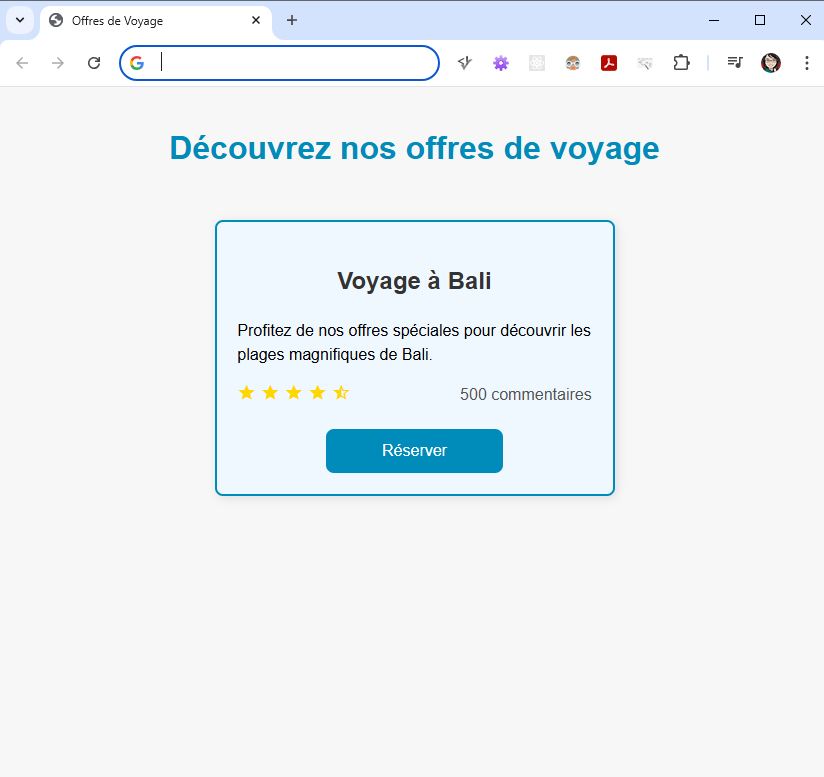 Offres de Voyage
Découvrez nos offres de voyage
Voyage à Bali
Profitez de nos offres spéciales pour découvrir les
plages magnifiques de Bali.
500 commentaires
Réserver